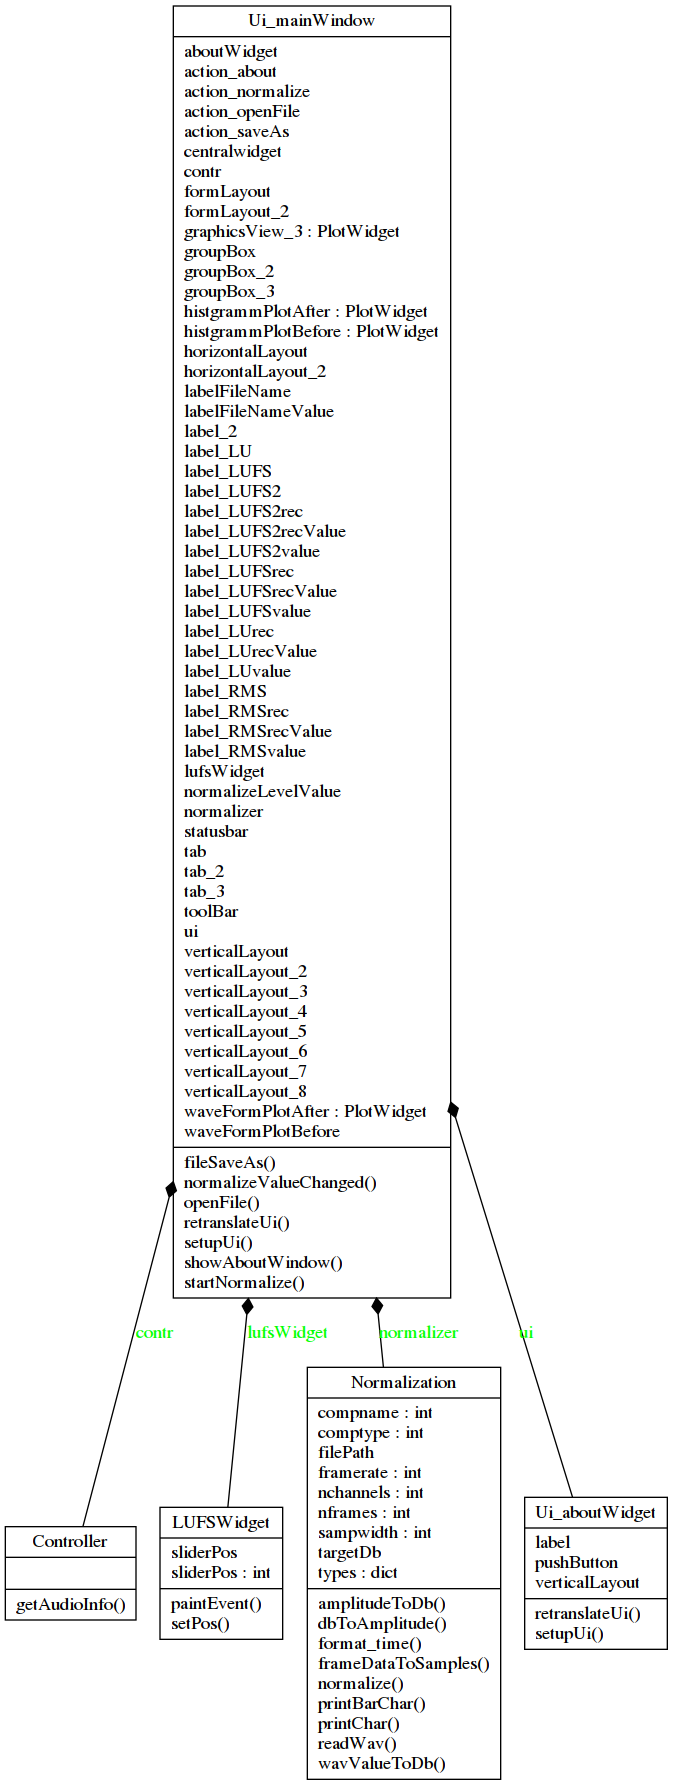 Ui_mainWindow
aboutWidget
action_about
action_normalize
action_openFile
action_saveAs
centralwidget
contr
formLayout
formLayout_2
graphicsView_3 : PlotWidget
groupBox
groupBox_2
groupBox_3
histgrammPlotAfter : PlotWidget
histgrammPlotBefore : PlotWidget
horizontalLayout
horizontalLayout_2
labelFileName
labelFileNameValue
label_2
label_LU
label_LUFS
label_LUFS2
label_LUFS2rec
label_LUFS2recValue
label_LUFS2value
label_LUFSrec
label_LUFSrecValue
label_LUFSvalue
label_LUrec
label_LUrecValue
label_LUvalue
label_RMS
label_RMSrec
label_RMSrecValue
label_RMSvalue
lufsWidget
normalizeLevelValue
normalizer
statusbar
tab
tab_2
tab_3
toolBar
ui
verticalLayout
verticalLayout_2
verticalLayout_3
verticalLayout_4
verticalLayout_5
verticalLayout_6
verticalLayout_7
verticalLayout_8
waveFormPlotAfter : PlotWidget
waveFormPlotBefore
fileSaveAs()
normalizeValueChanged()
openFile()
retranslateUi()
setupUi()
showAboutWindow()
startNormalize()
contr
lufsWidget
normalizer
ui
Controller
getAudioInfo()
LUFSWidget
sliderPos
sliderPos : int
paintEvent()
setPos()
Normalization
compname : int
comptype : int
filePath
framerate : int
nchannels : int
nframes : int
sampwidth : int
targetDb
types : dict
amplitudeToDb()
dbToAmplitude()
format_time()
frameDataToSamples()
normalize()
printBarChar()
printChar()
readWav()
wavValueToDb()
Ui_aboutWidget
label
pushButton
verticalLayout
retranslateUi()
setupUi()